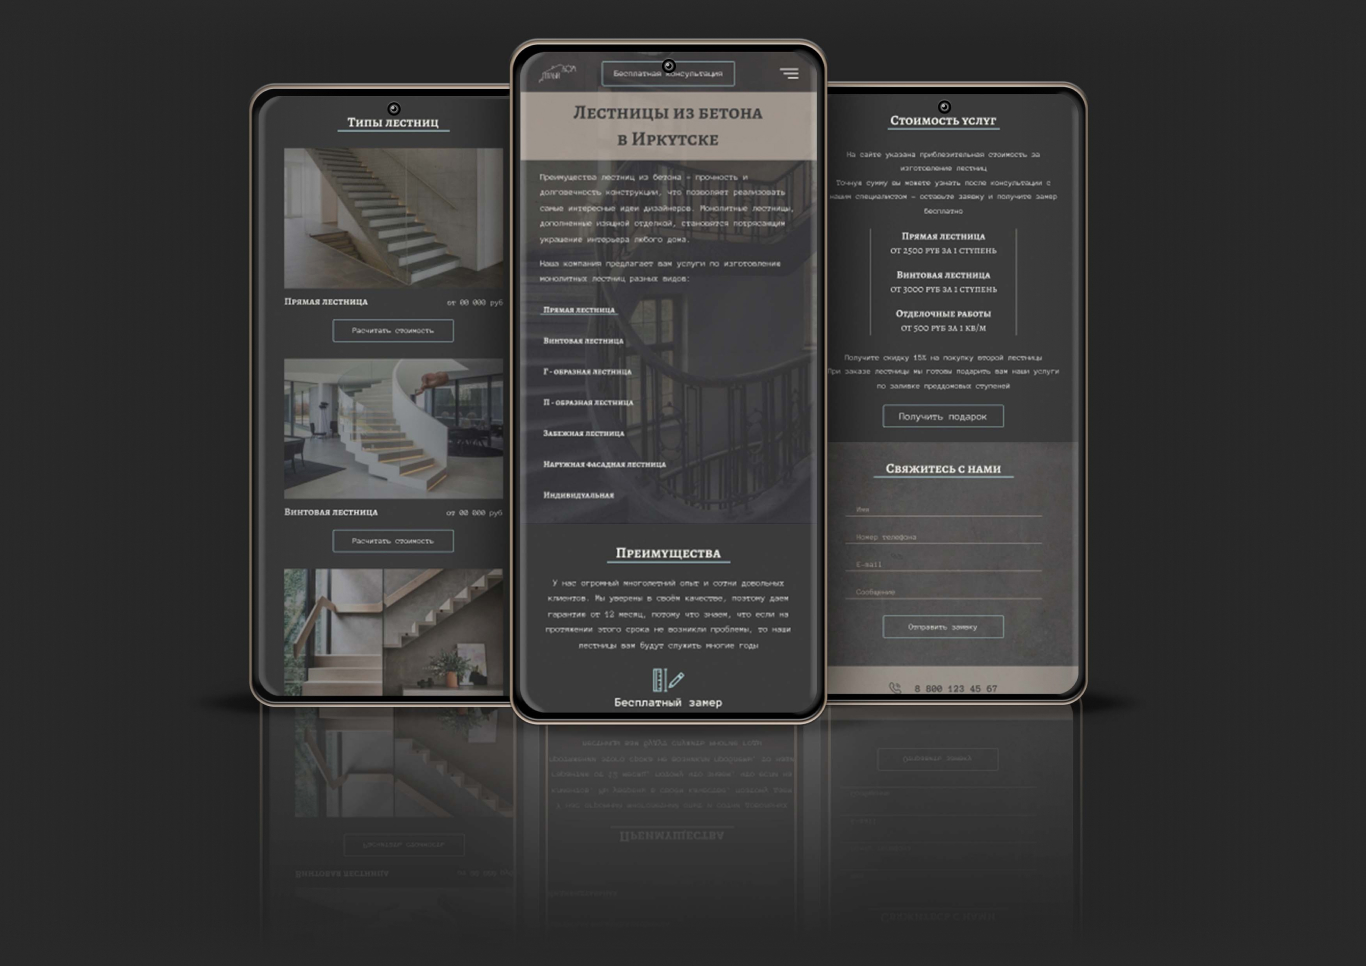 Типы лестниц
Прямая лестница
от 00 000 руб
Расчитать стоимость
Винтовая лестница
от 00 000 руб
Расчитать стоимость
Бесплатная консультация
Лестницы из бетона
в Иркутске
Преимущества лестниц из бетона – прочность и
долговечность конструкции, что позволяет реализовать
самые интересные идеи дизайнеров. Монолитные лестницы,
дополненные изящной отделкой, становятся потрясающим
украшение интерьера любого дома.
Наша компания предлагает вам услуги по изготовление
монолитных лестниц разных видов:
Прямая лестница
Винтовая лестница
Г - образная лестница
П - образная лестница
Забежная лестница
Наружная фасадная лестница
Индивидуальная
Преимущества
У нас огромный многолетний опыт и сотни довольных
клиентов. Мы уверены в своём качестве, поэтому даем
гарантия от 12 месяц, потому что знаем, что если на
протяжении этого срока не возникли проблемы, то наши
лестницы вам будут служить многие годы
Бесплатный замер
Стоимость услуг
На сайте указана приблизительная стоимость за
изготовление лестниц
Точную сумму вы можете узнать после консультации с
нашим специалистом – оставьте заявку и получите замер
бесплатно
Прямая лестница
от 2500 руб за 1 ступень
Винтовая лестница
от 3000 руб за 1 ступень
Отделочные работы
от 500 руб за 1 кв/м
Получите скидку 15% на покупку второй лестницы
При заказе лестницы мы готовы подарить вам наши услуги
по заливке преддомовых ступеней
Получить подарок
Свяжитесь с нами
Имя
Номер телефона
E-mail
Сообщение
Отправить заявку
8 800 123 45 67